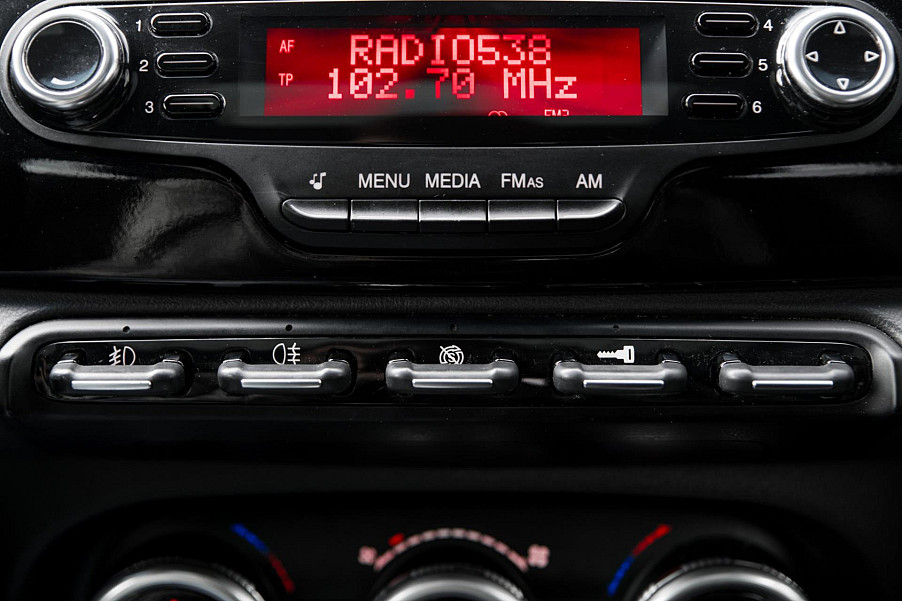 1
2
3
AF
TP
RADIO538
102.70 MHz
4
5
6
MENU MEDIA FMAS AM